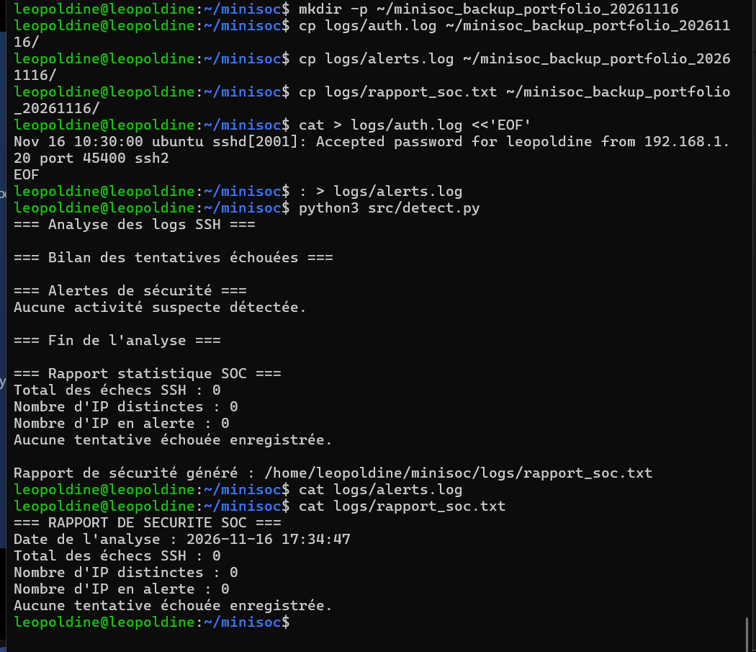 leopoldine@leopoldine:~/minisoc$ mkdir -p ~/minisoc_backup_portfolio_20261116
leopoldine@leopoldine:~/minisoc$ cp logs/auth.log ~/minisoc_backup_portfolio_202611
16/
leopoldine@leopoldine:~/minisoc$ cp logs/alerts.log ~/minisoc_backup_portfolio_2026
1116/
leopoldine@leopoldine:~/minisoc$ cp logs/rapport_soc.txt ~/minisoc_backup_portfolio
_20261116/
leopoldine@leopoldine:~/minisoc$ cat > logs/auth.log <<'EOF'
Nov 16 10:30:00 ubuntu sshd[2001]: Accepted password for leopoldine from 192.168.1.
20 port 45400 ssh2
EOF
leopoldine@leopoldine:~/minisoc$ : > logs/alerts.log
leopoldine@leopoldine:~/minisoc$ python3 src/detect.py
=== Analyse des logs SSH ===
=== Bilan des tentatives échouées ===
=== Alertes de sécurité ===
Aucune activité suspecte détectée.
=== Fin de l'analyse ===
=== Rapport statistique SOC ===
Total des échecs SSH : 0
Nombre d'IP distinctes : 0
Nombre d'IP en alerte : 0
Aucune tentative échouée enregistrée.
Rapport de sécurité généré : /home/leopoldine/minisoc/logs/rapport_soc.txt
leopoldine@leopoldine:~/minisoc$ cat logs/alerts.log
leopoldine@leopoldine:~/minisoc$ cat logs/rapport_soc.txt
=== RAPPORT DE SECURITE SOC ===
Date de l'analyse : 2026-11-16 17:34:47
Total des échecs SSH : 0
Nombre d'IP distinctes : 0
Nombre d'IP en alerte : 0
Aucune tentative échouée enregistrée.
leopoldine@leopoldine:~/minisoc$